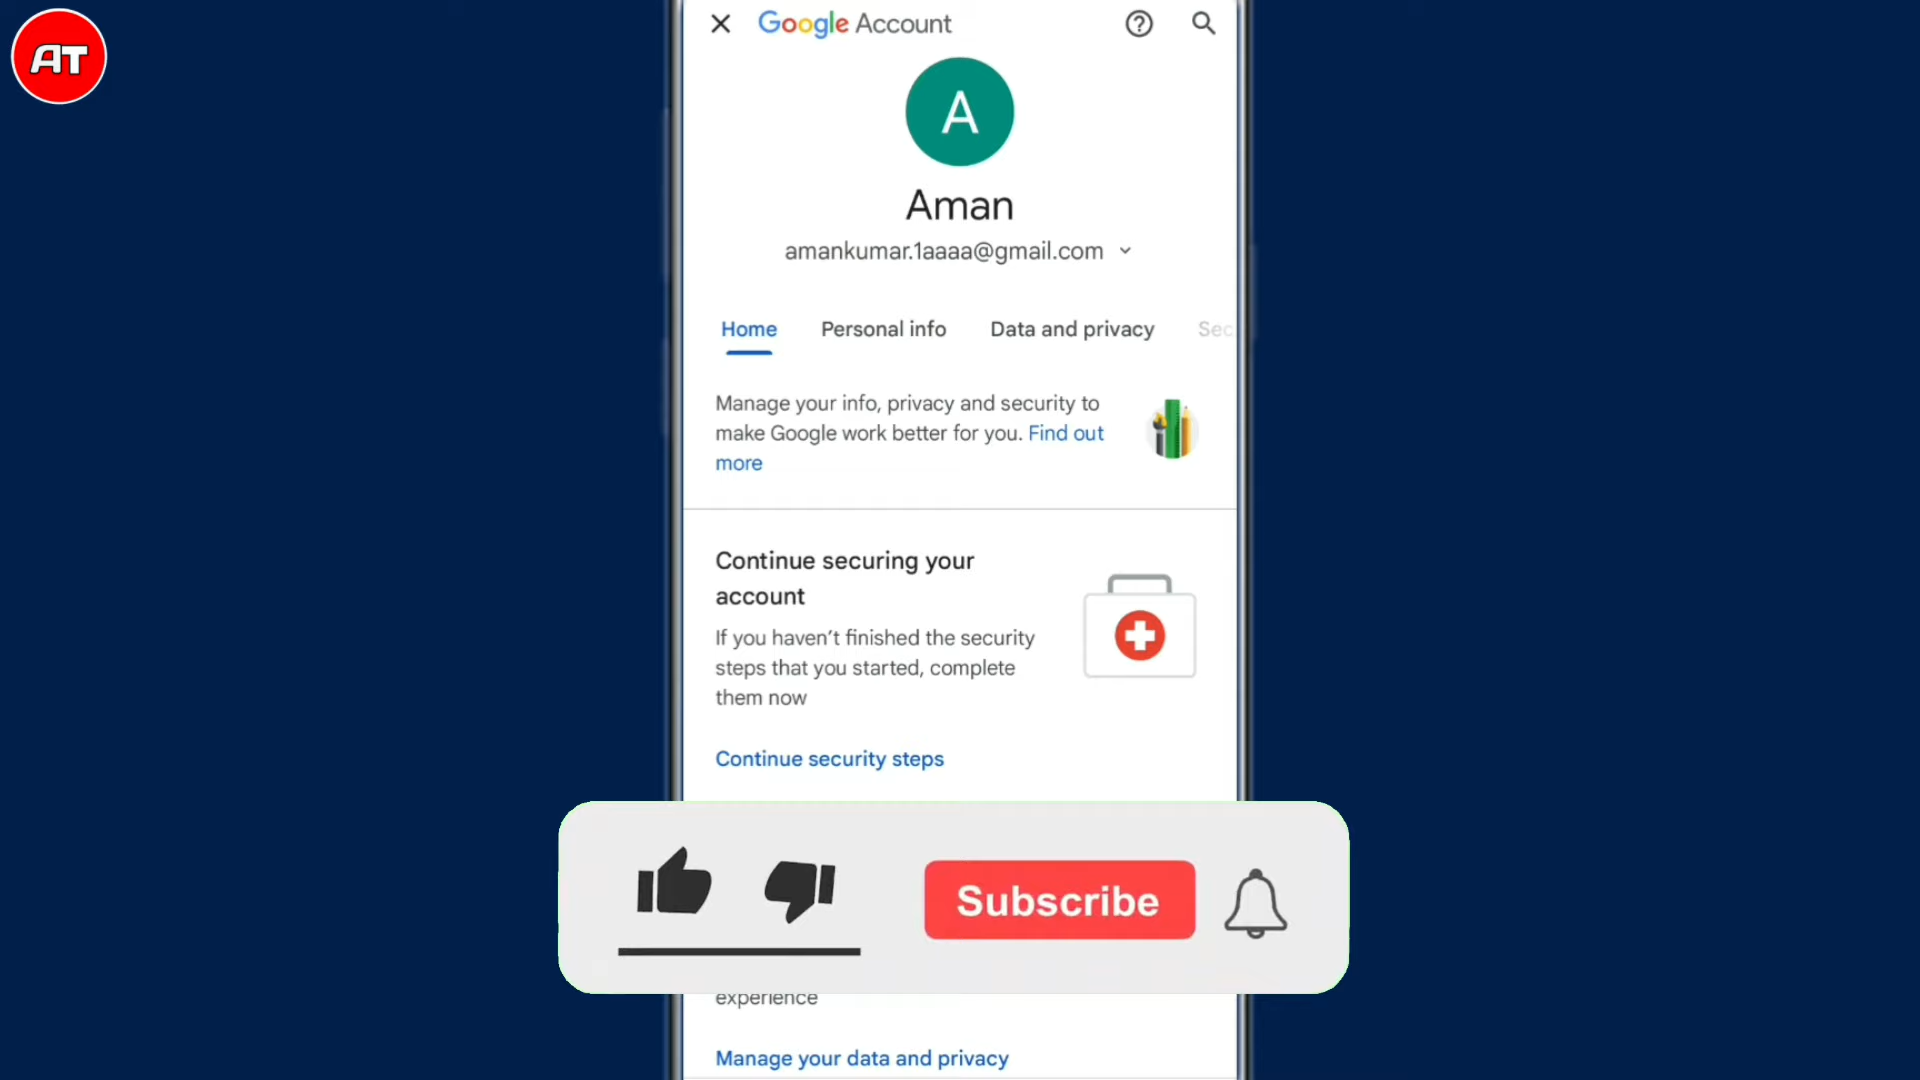 AT
Google Account
A
Aman
amankumar.1aaaa@gmail.com
Home Personal info Data and privacy Sec
Manage your info, privacy and security to
make Google work better for you. Find out
more
Continue securing your
account
If you haven't finished the security
steps that you started, complete
them now
Continue security steps
Subscribe
experience
Manage your data and privacy